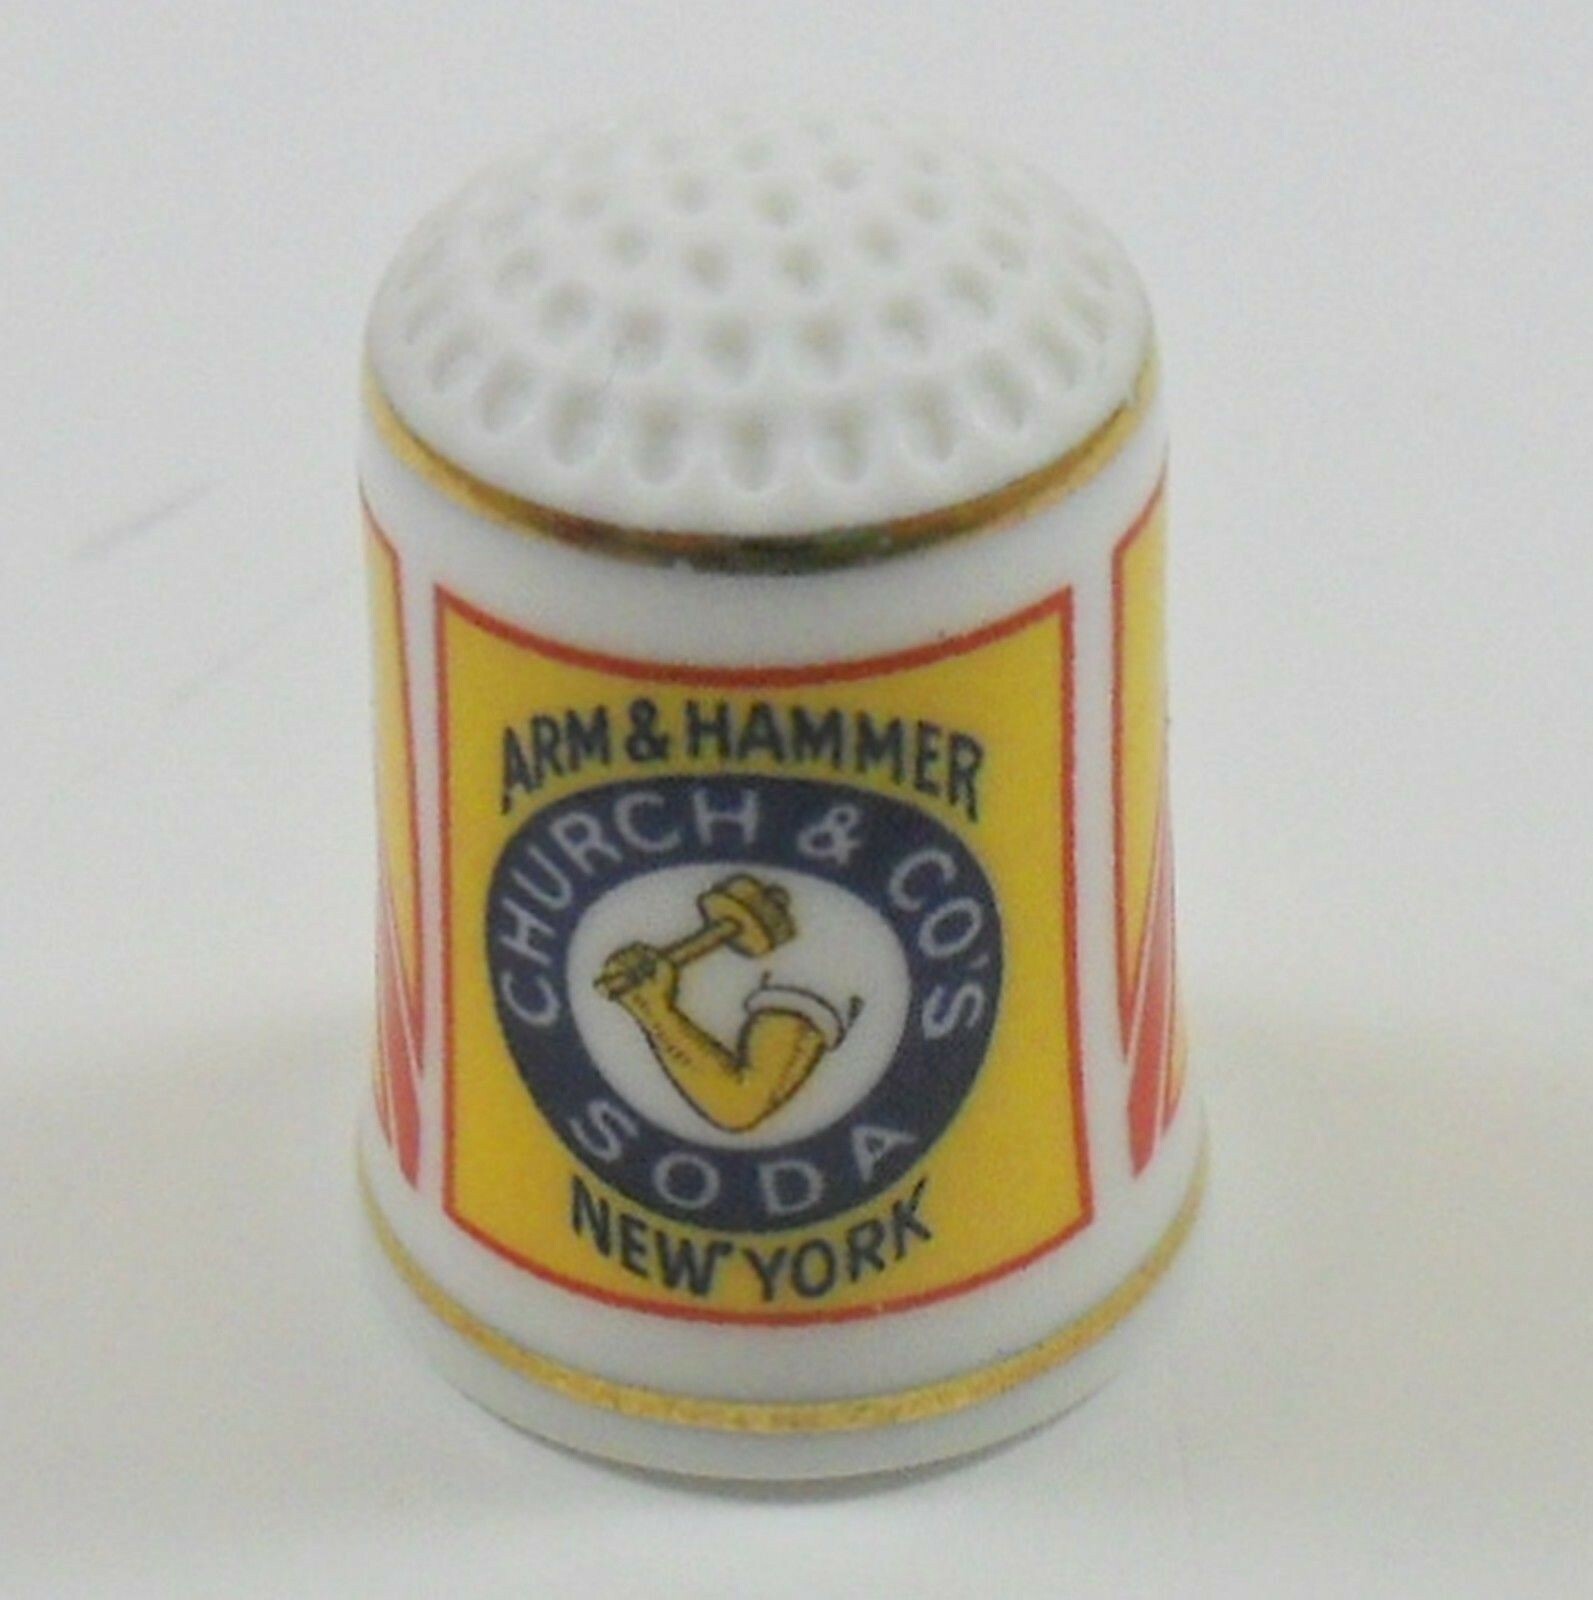 ARM & HAMMER
CHURCH & CO'S
SODA
NEW YORK